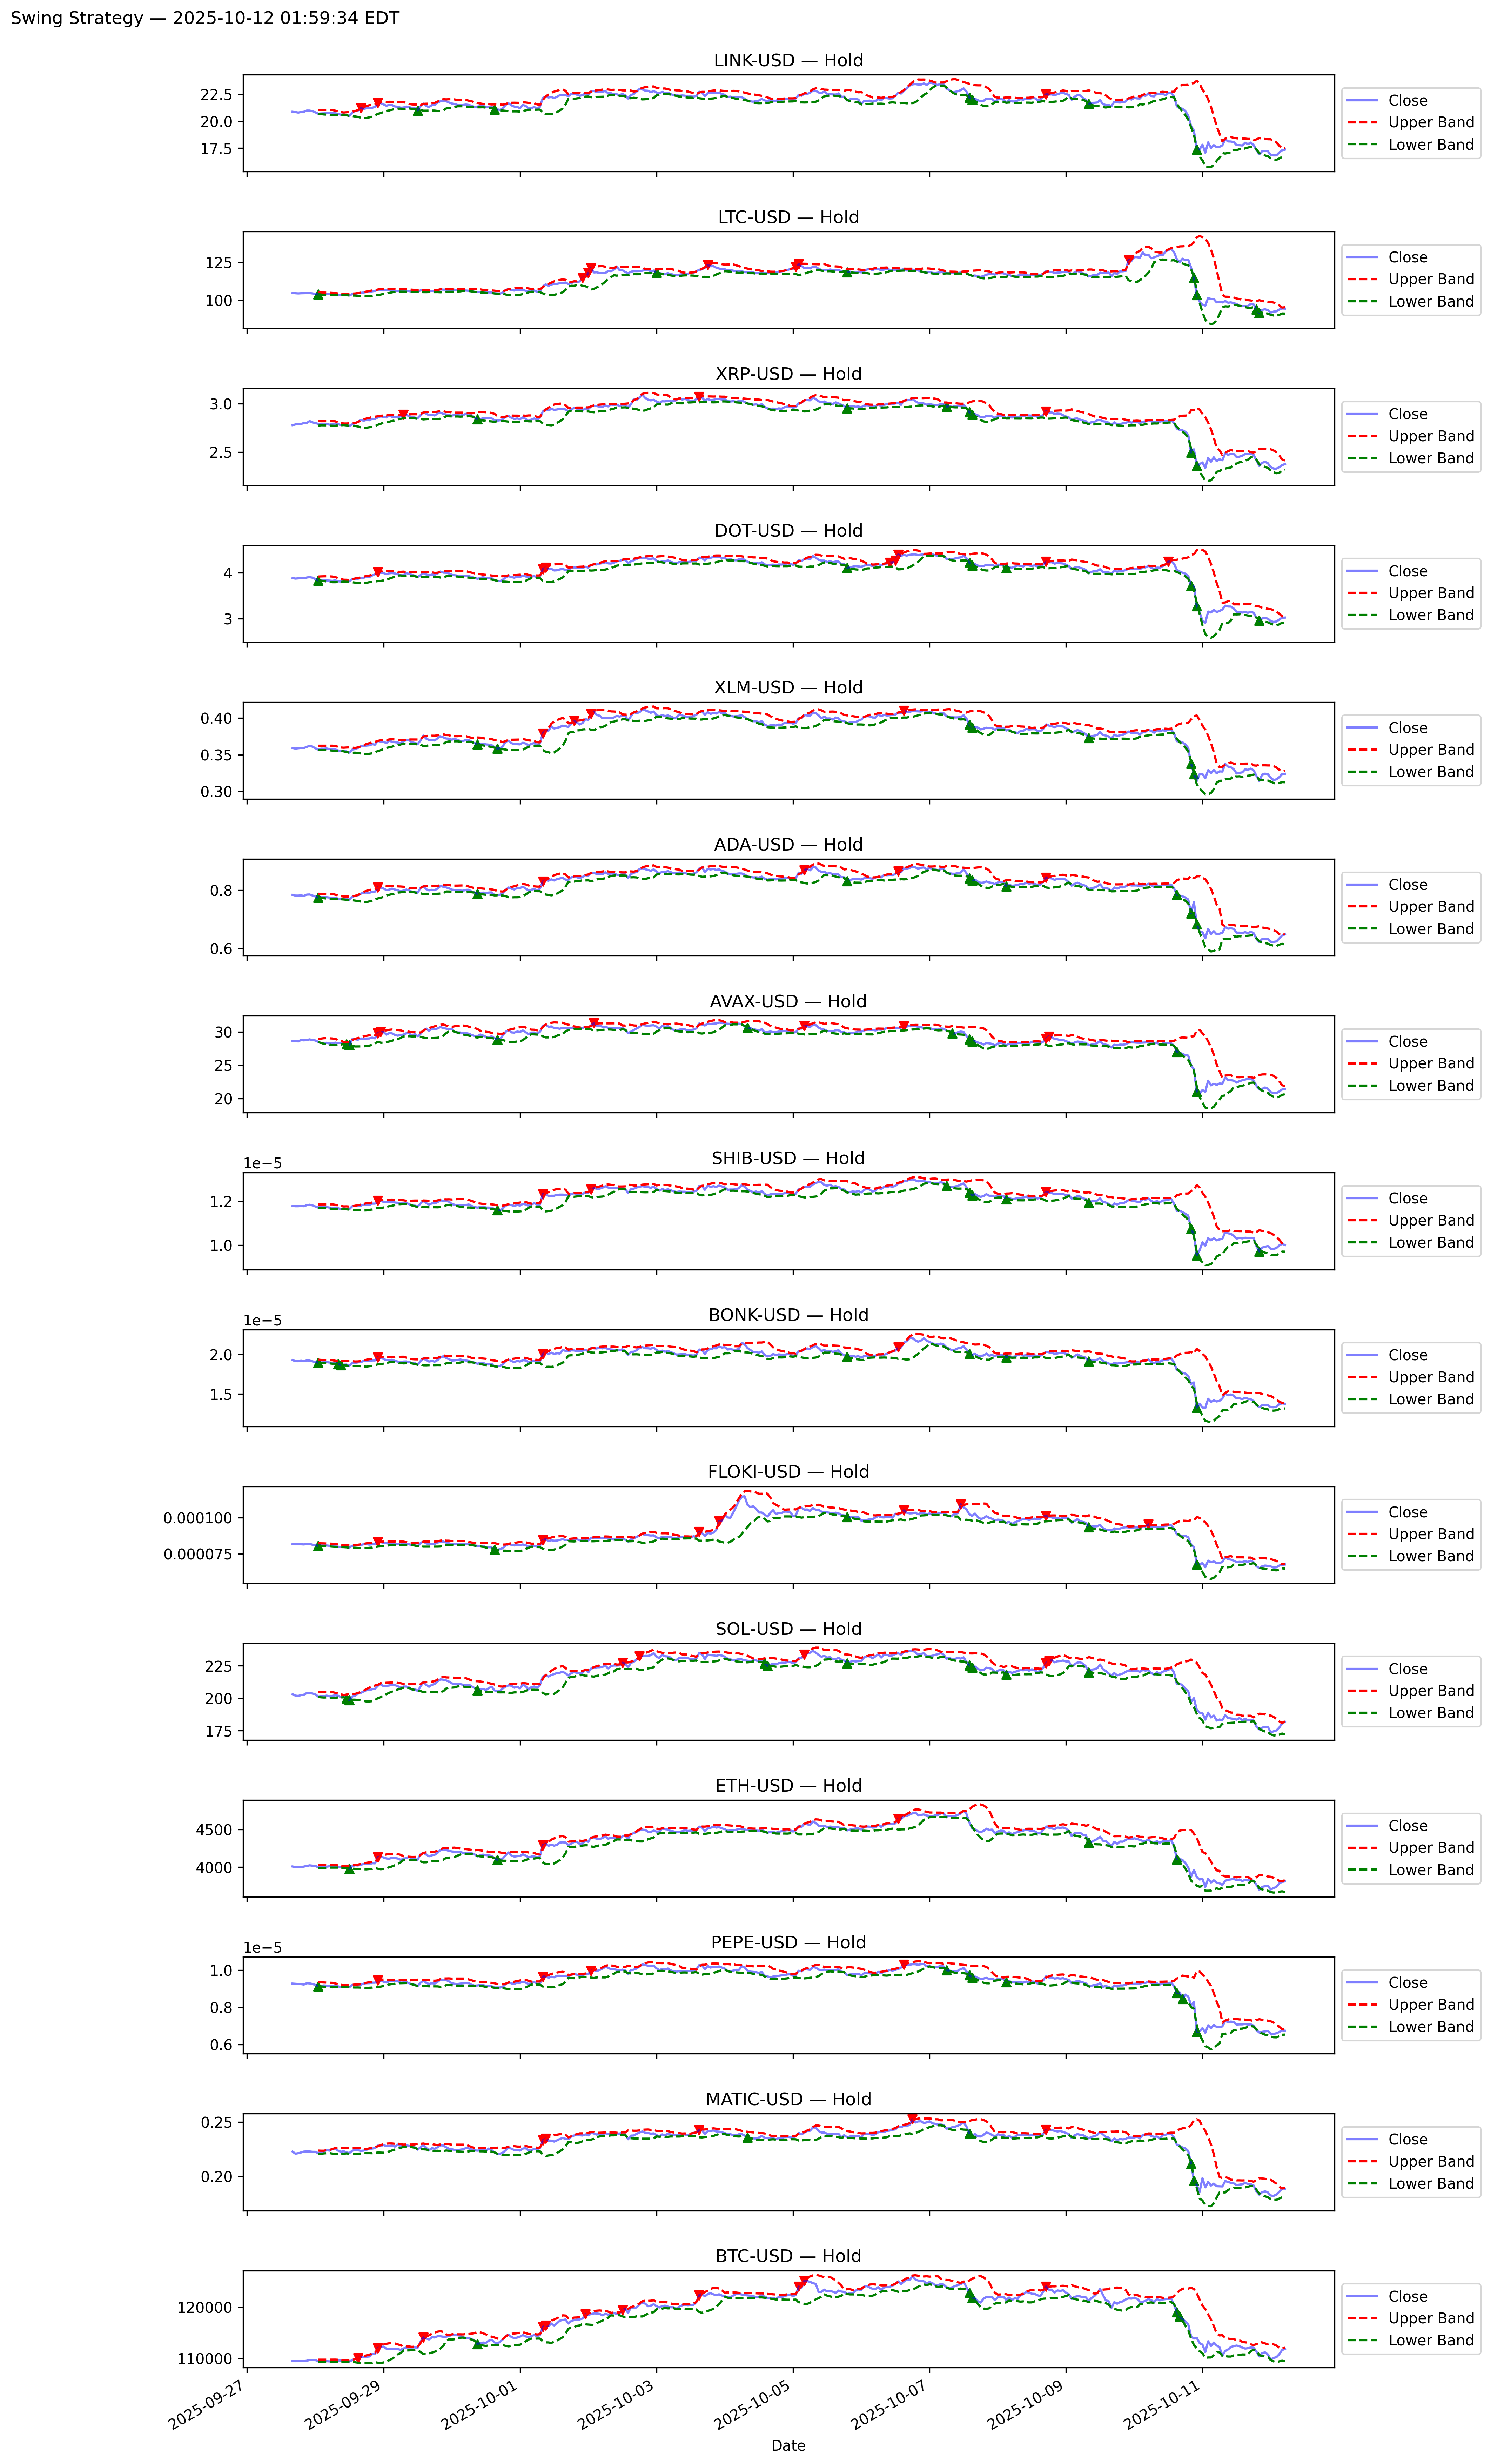 Swing Strategy — 2025-10-12 01:59:34 EDT
LINK-USD — Hold
22.5
20.0
17.5
Close
Upper Band
Lower Band
LTC-USD — Hold
125
100
Close
Upper Band
Lower Band
XRP-USD — Hold
3.0
2.5
Close
Upper Band
Lower Band
DOT-USD — Hold
4
3
Close
Upper Band
Lower Band
XLM-USD — Hold
0.40
0.35
0.30
Close
Upper Band
Lower Band
ADA-USD — Hold
0.8
0.6
Close
Upper Band
Lower Band
AVAX-USD — Hold
30
25
20
Close
Upper Band
Lower Band
SHIB-USD — Hold
1e−5
1.2
1.0
Close
Upper Band
Lower Band
BONK-USD — Hold
1e−5
2.0
1.5
Close
Upper Band
Lower Band
FLOKI-USD — Hold
0.000100
0.000075
Close
Upper Band
Lower Band
SOL-USD — Hold
225
200
175
Close
Upper Band
Lower Band
ETH-USD — Hold
4500
4000
Close
Upper Band
Lower Band
PEPE-USD — Hold
1e−5
1.0
0.8
0.6
Close
Upper Band
Lower Band
MATIC-USD — Hold
0.25
0.20
Close
Upper Band
Lower Band
BTC-USD — Hold
120000
110000
Close
Upper Band
Lower Band
2025-09-27
2025-09-29
2025-10-01
2025-10-03
2025-10-05
2025-10-07
2025-10-09
2025-10-11
Date